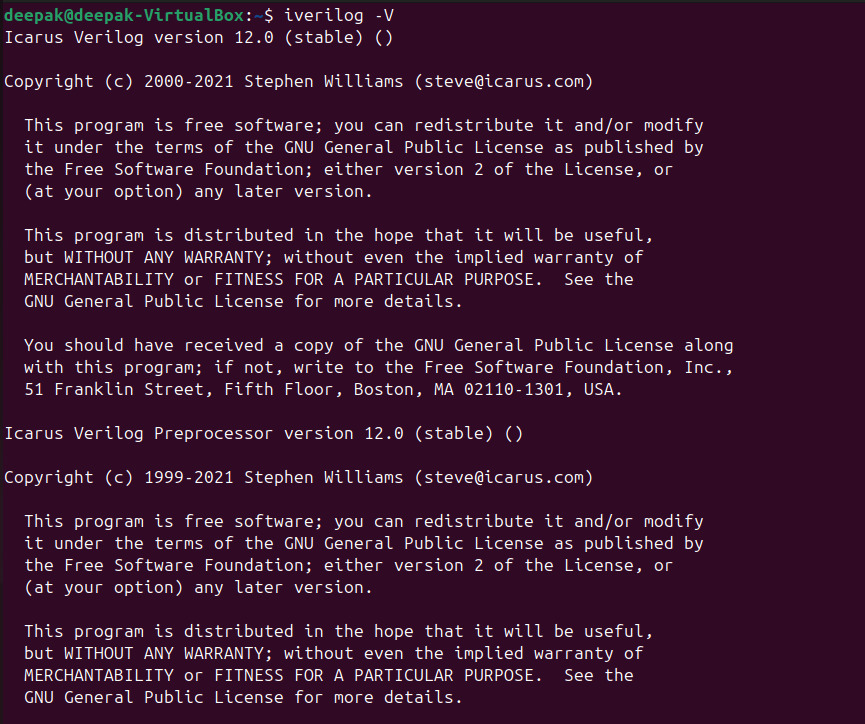 deepak@deepak-VirtualBox:~$ iverilog -V
Icarus Verilog version 12.0 (stable) ()
Copyright (c) 2000-2021 Stephen Williams (steve@icarus.com)
This program is free software; you can redistribute it and/or modify
it under the terms of the GNU General Public License as published by
the Free Software Foundation; either version 2 of the License, or
(at your option) any later version.
This program is distributed in the hope that it will be useful,
but WITHOUT ANY WARRANTY; without even the implied warranty of
MERCHANTABILITY or FITNESS FOR A PARTICULAR PURPOSE.  See the
GNU General Public License for more details.
You should have received a copy of the GNU General Public License along
with this program; if not, write to the Free Software Foundation, Inc.,
51 Franklin Street, Fifth Floor, Boston, MA 02110-1301, USA.
Icarus Verilog Preprocessor version 12.0 (stable) ()
Copyright (c) 1999-2021 Stephen Williams (steve@icarus.com)
This program is free software; you can redistribute it and/or modify
it under the terms of the GNU General Public License as published by
the Free Software Foundation; either version 2 of the License, or
(at your option) any later version.
This program is distributed in the hope that it will be useful,
but WITHOUT ANY WARRANTY; without even the implied warranty of
MERCHANTABILITY or FITNESS FOR A PARTICULAR PURPOSE.  See the
GNU General Public License for more details.